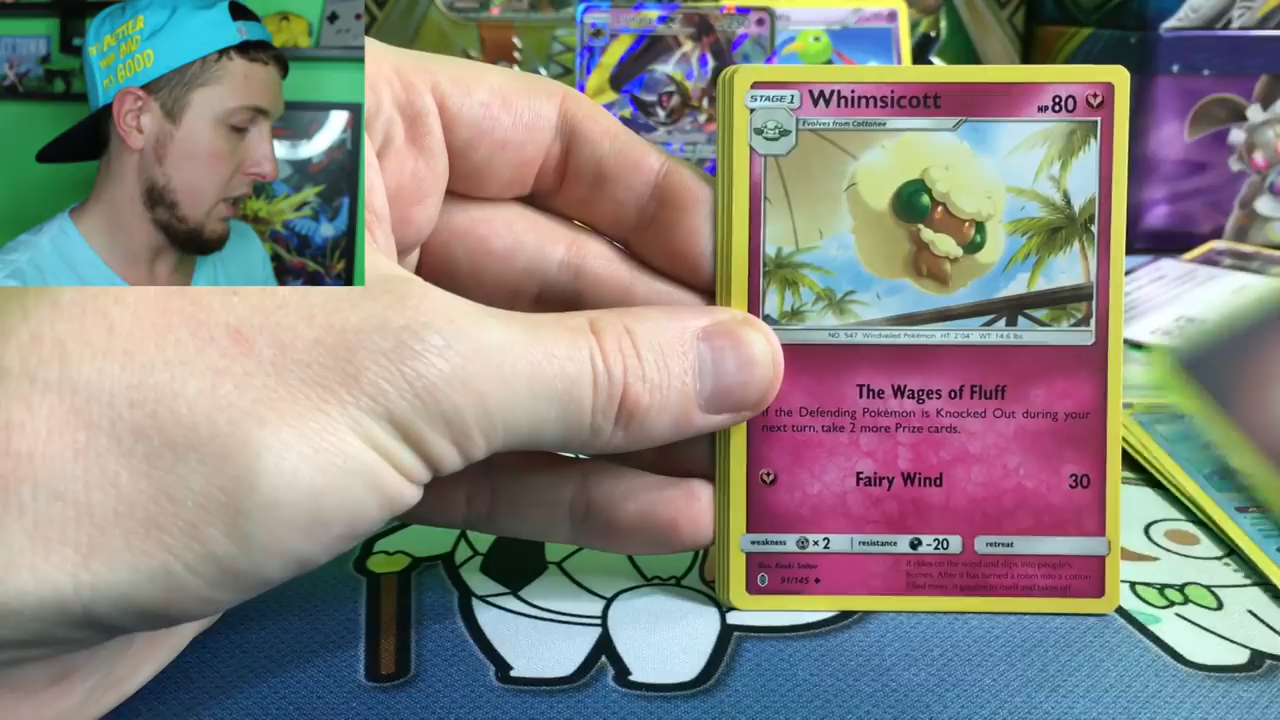 STAGE 1 Whimsicott HP 80
Evolves from Cottonee
NO. 547 Windveiled Pokémon HT: 2'04" WT: 14.6 lbs.
The Wages of Fluff
If the Defending Pokémon is Knocked Out during your
next turn, take 2 more Prize cards.
Fairy Wind 30
weakness ×2 resistance -20 retreat
Illus. Kouki Saitou
It rides on the wind and slips into people's
homes. After it has turned a room into a cotton
filled mess, it giggles to itself and takes off.
91/145